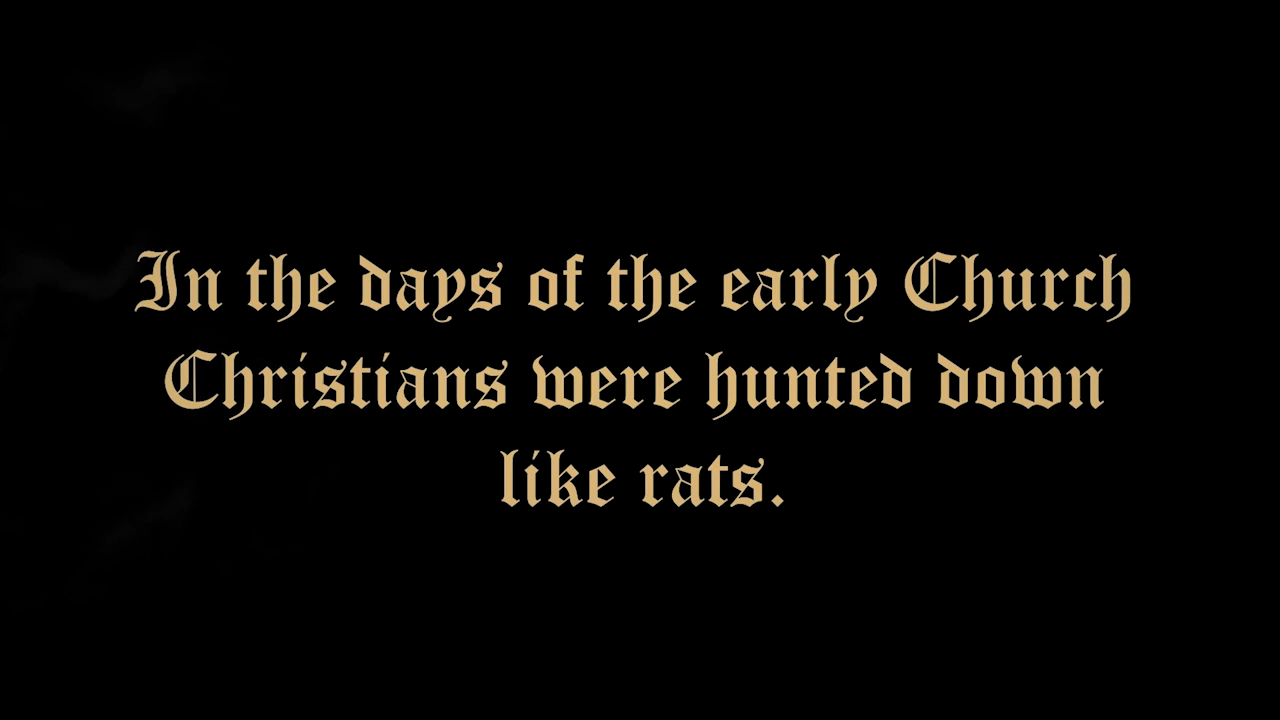 In the days of the early Church
Christians were hunted down
like rats.